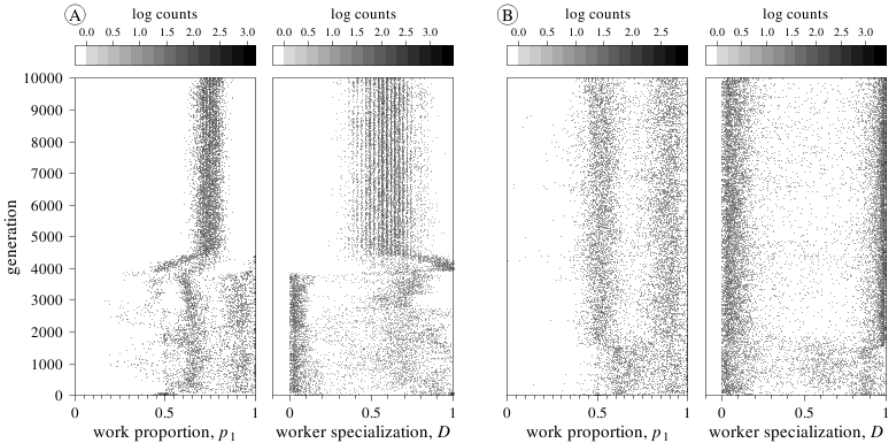 A
log counts
0.0 0.5 1.0 1.5 2.0 2.5 3.0
log counts
0.0 0.5 1.0 1.5 2.0 2.5 3.0
B
log counts
0.0 0.5 1.0 1.5 2.0 2.5
log counts
0.0 0.5 1.0 1.5 2.0 2.5 3.0
generation
10000
9000
8000
7000
6000
5000
4000
3000
2000
1000
0
0 0.5 1
0 0.5 1
0 0.5 1
0 0.5 1
work proportion, p1
worker specialization, D
work proportion, p1
worker specialization, D